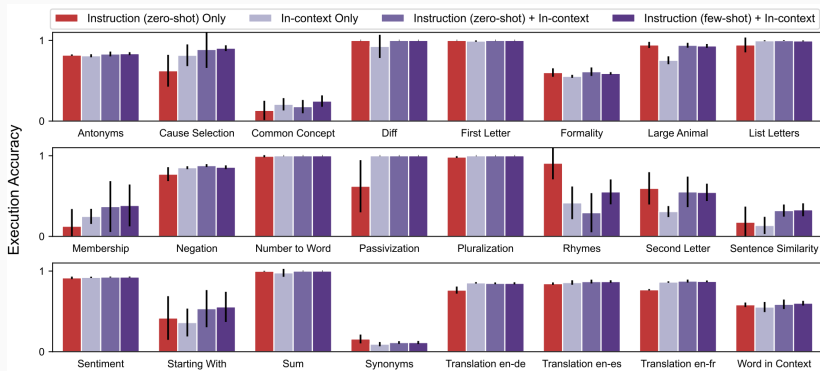 Instruction (zero-shot) Only In-context Only Instruction (zero-shot) + In-context Instruction (few-shot) + In-context
Execution Accuracy
1
0
Antonyms Cause Selection Common Concept Diff First Letter Formality Large Animal List Letters
1
0
Membership Negation Number to Word Passivization Pluralization Rhymes Second Letter Sentence Similarity
1
0
Sentiment Starting With Sum Synonyms Translation en-de Translation en-es Translation en-fr Word in Context